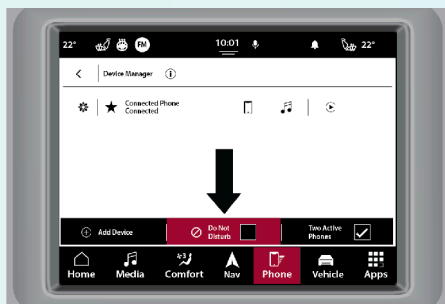 22° FM 10:01 22°
Device Manager
Connected Phone
Connected
Add Device
Do Not
Disturb
Two Active
Phones
Home Media Comfort Nav Phone Vehicle Apps